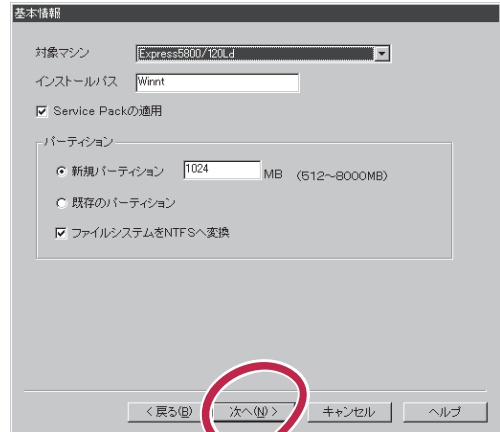 基本情報
対象マシン Express5800/120Ld
インストールパス Winnt
Service Packの適用
パーティション
新規パーティション 1024 MB (512～8000MB)
既存のパーティション
ファイルシステムをNTFSへ変換
< 戻る(B) 次へ(N) > キャンセル ヘルプ